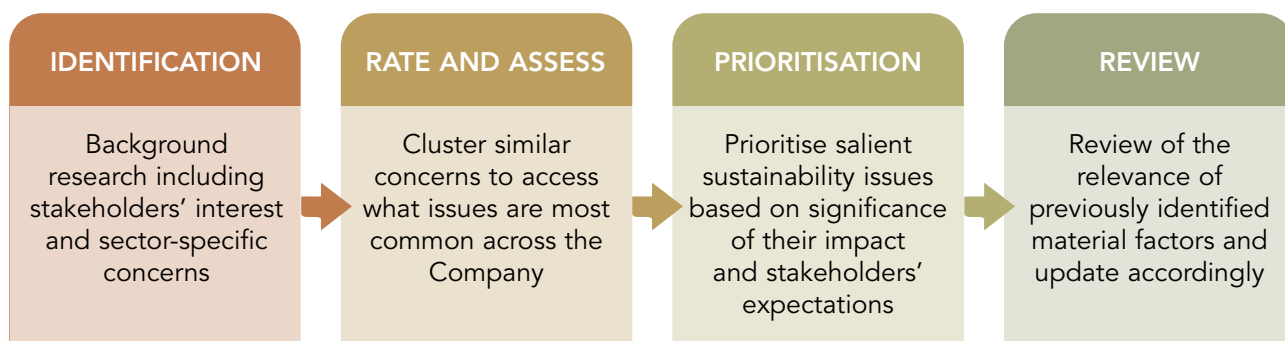 IDENTIFICATION
Background
research including
stakeholders’ interest
and sector-specific
concerns
RATE AND ASSESS
Cluster similar
concerns to access
what issues are most
common across the
Company
PRIORITISATION
Prioritise salient
sustainability issues
based on significance
of their impact
and stakeholders’
expectations
REVIEW
Review of the
relevance of
previously identified
material factors and
update accordingly